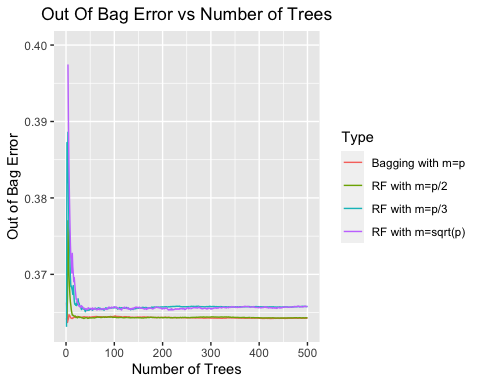 Out Of Bag Error vs Number of Trees
0.40
0.39
0.38
0.37
Out of Bag Error
0 100 200 300 400 500
Number of Trees
Type
Bagging with m=p
RF with m=p/2
RF with m=p/3
RF with m=sqrt(p)